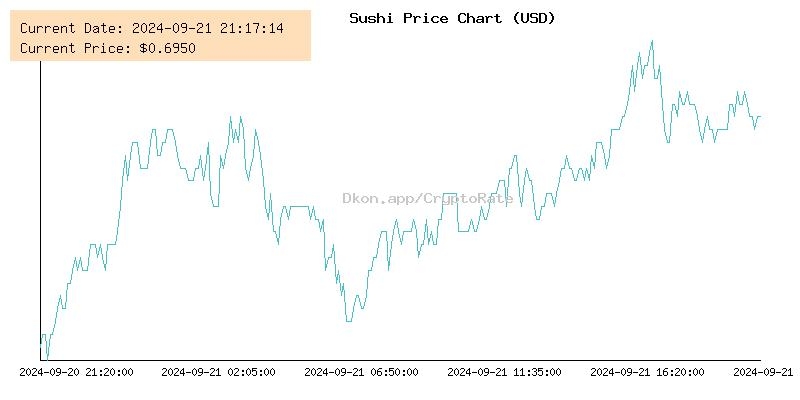 Sushi Price Chart (USD)
Current Date: 2024-09-21 21:17:14
Current Price: $0.6950
Dkon.app/CryptoRate
2024-09-20 21:20:00 2024-09-21 02:05:00 2024-09-21 06:50:00 2024-09-21 11:35:00 2024-09-21 16:20:00 2024-09-21